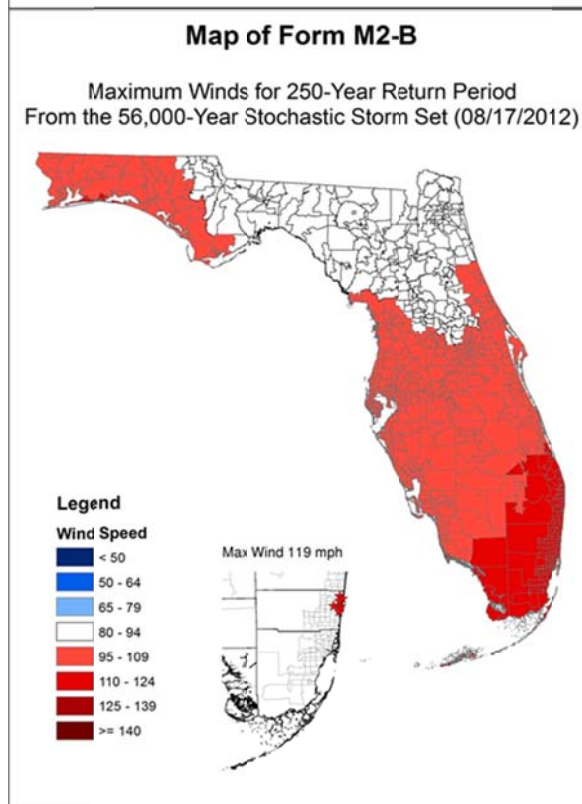 Map of Form M2-B
Maximum Winds for 250-Year Return Period
From the 56,000-Year Stochastic Storm Set (08/17/2012)
Legend
Wind Speed
< 50
50 - 64
65 - 79
80 - 94
95 - 109
110 - 124
125 - 139
>= 140
Max Wind 119 mph